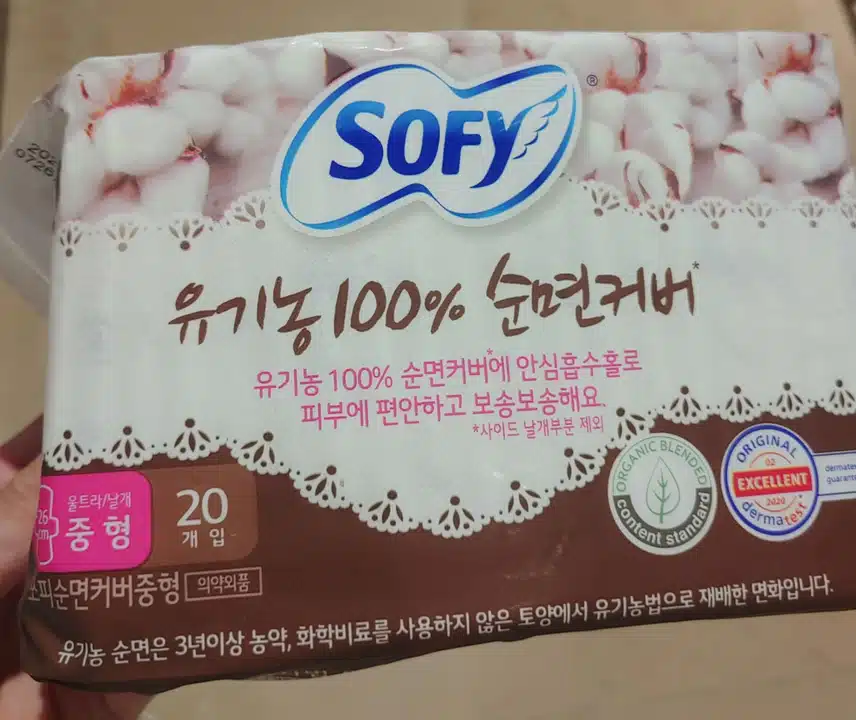 SOFY
®
유기농 100% 순면커버*
유기농 100% 순면커버*에 안심흡수홀로
피부에 편안하고 보송보송해요.
*사이드 날개부분 제외
ORGANIC BLENDED
content standard
ORIGINAL
02
EXCELLENT
2020
dermatest
26
cm
울트라/날개
중형
20
개입
소피순면커버중형 의약외품
유기농 순면은 3년이상 농약, 화학비료를 사용하지 않은 토양에서 유기농법으로 재배한 면화입니다.